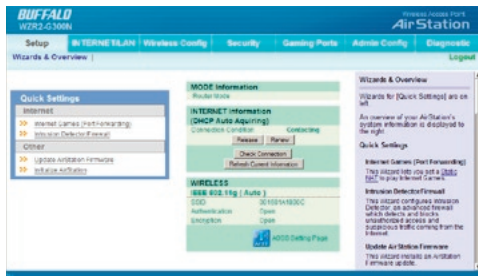 BUFFALO
WZR2-G300N
Wireless Access Point
AirStation
Setup
INTERNET/LAN
Wireless Config
Security
Gaming Ports
Admin Config
Diagnostic
Wizards & Overview
Logout
Quick Settings
Internet
Internet Games (Port Forwarding)
Intrusion Detector/Firewall
Other
Update AirStation Firmware
Initialize AirStation
MODE Information
Router Mode
INTERNET Information
(DHCP Auto Aquiring)
Connection Condition Contacting
Release Renew
Check Connection
Refresh Current Information
WIRELESS
IEEE 802.11g ( Auto )
SSID
Authentication Open
Encryption Open
AOSS Setting Page
Wizards & Overview
Wizards for [Quick Settings] are on
left.
An overview of your AirStation's
system information is displayed to
the right.
Quick Settings
Internet Games (Port Forwarding)
This wizard lets you set a Static
NAT to play Internet Games.
Intrusion Detector/Firewall
This wizard configures Intrusion
Detector, an advanced firewall
which detects and blocks
unauthorized access and
suspicious traffic coming from the
Internet.
Update AirStation Firmware
This wizard installs an AirStation
Firmware update.